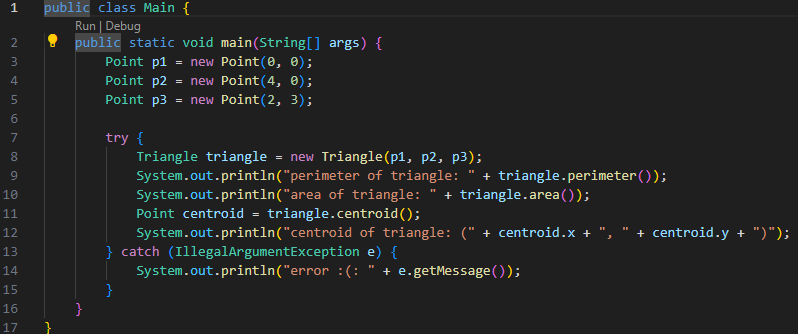 1 public class Main {
Run | Debug
2 public static void main(String[] args) {
3 Point p1 = new Point(0, 0);
4 Point p2 = new Point(4, 0);
5 Point p3 = new Point(2, 3);
6
7 try {
8 Triangle triangle = new Triangle(p1, p2, p3);
9 System.out.println("perimeter of triangle: " + triangle.perimeter());
10 System.out.println("area of triangle: " + triangle.area());
11 Point centroid = triangle.centroid();
12 System.out.println("centroid of triangle: (" + centroid.x + ", " + centroid.y + ")");
13 } catch (IllegalArgumentException e) {
14 System.out.println("error :(: " + e.getMessage());
15 }
16 }
17 }